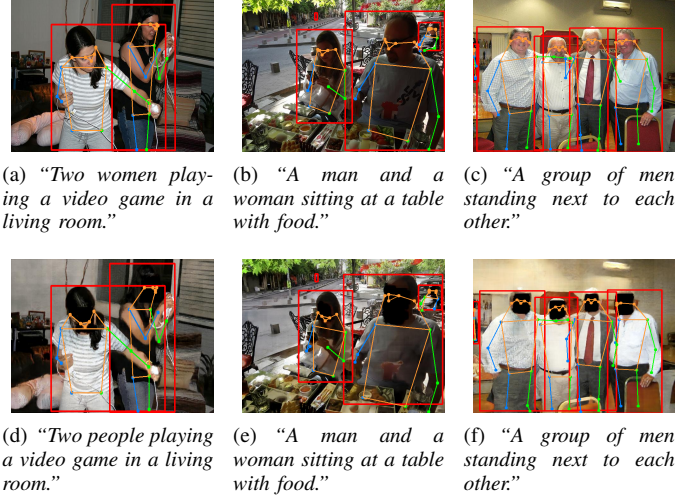 (a) “Two women play-
ing a video game in a
living room.”
(b) “A man and a
woman sitting at a table
with food.”
(c) “A group of men
standing next to each
other.”
(d) “Two people playing
a video game in a living
room.”
(e) “A man and a
woman sitting at a table
with food.”
(f) “A group of men
standing next to each
other.”